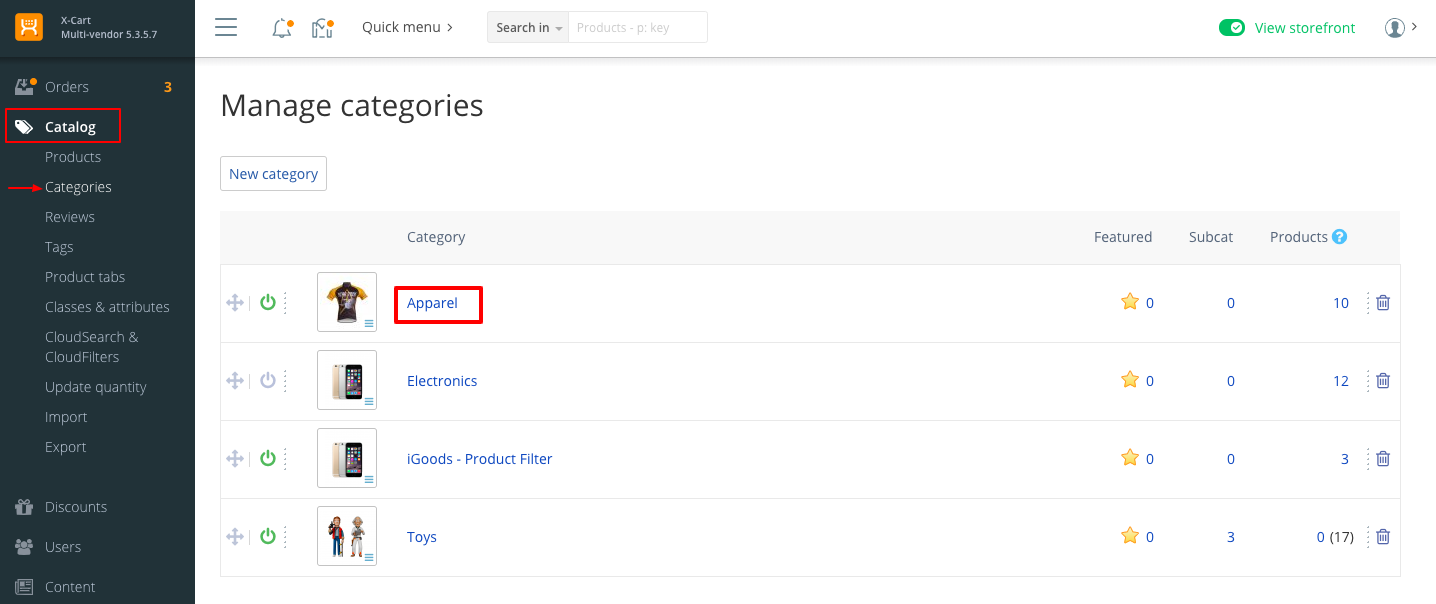 X-Cart
Multi-vendor 5.3.5.7
Quick menu
Search in
Products - p: key
View storefront
Orders 3
Catalog
Products
Categories
Reviews
Tags
Product tabs
Classes & attributes
CloudSearch &
CloudFilters
Update quantity
Import
Export
Discounts
Users
Content
Manage categories
New category
Category Featured Subcat Products ?
Apparel 0 0 10
Electronics 0 0 12
iGoods - Product Filter 0 0 3
Toys 0 3 0 (17)